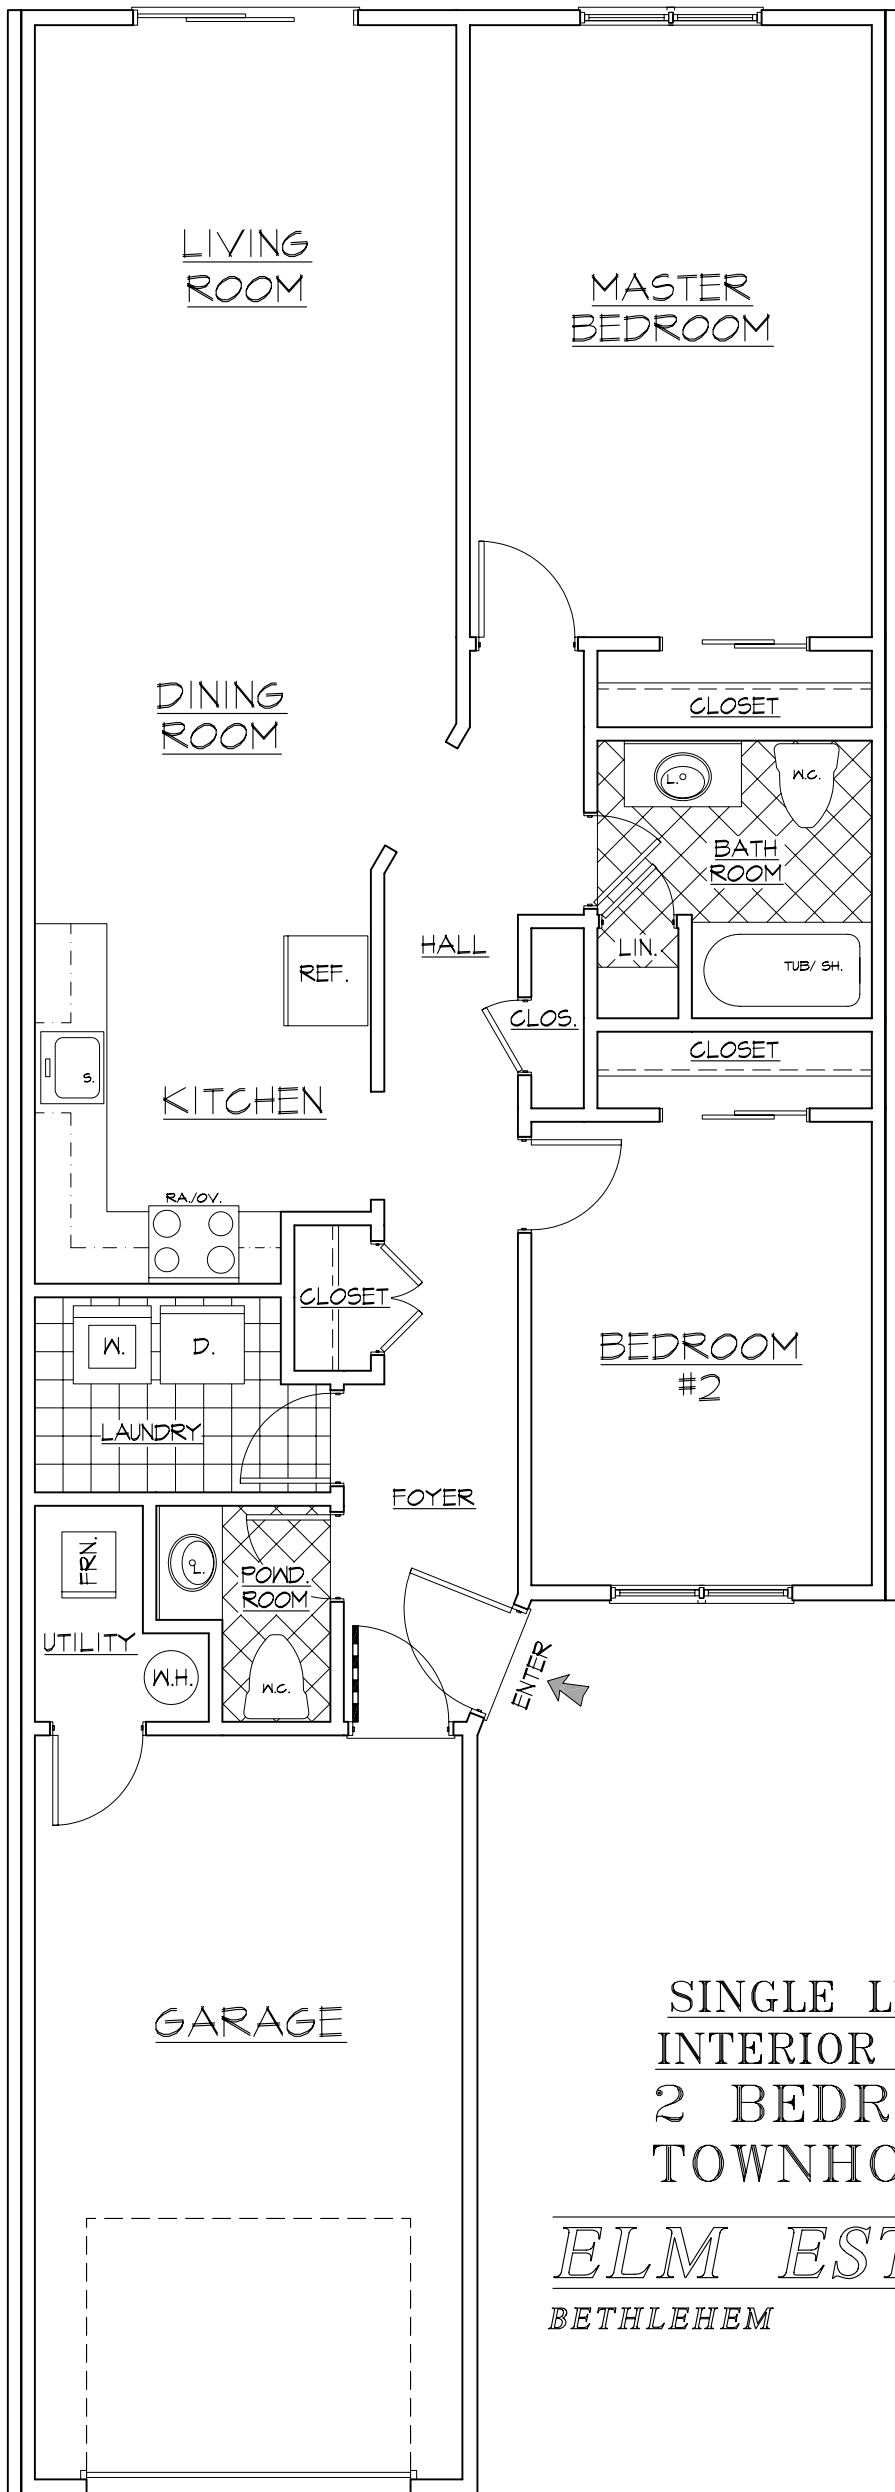 LIVING
ROOM
MASTER
BEDROOM
DINING
ROOM
CLOSET
L.
W.C.
BATH
ROOM
HALL
LIN.
REF.
TUB/ SH.
CLOS.
CLOSET
S.
KITCHEN
RA./OV.
CLOSET
W.
D.
BEDROOM
#2
LAUNDRY
FOYER
FRN.
L.
POWD.
ROOM
UTILITY
W.H.
W.C.
ENTER
GARAGE
SINGLE
INTERIOR
2 BEDR
TOWNHO
ELM EST
BETHLEHEM